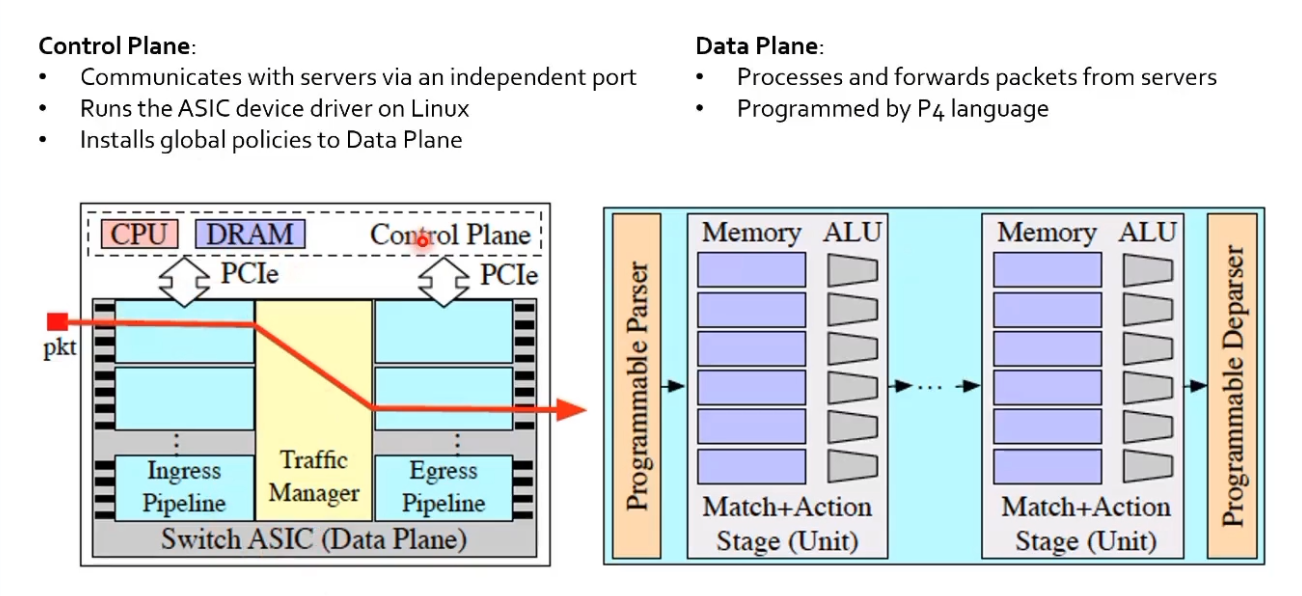 Control Plane:
• Communicates with servers via an independent port
• Runs the ASIC device driver on Linux
• Installs global policies to Data Plane
Data Plane:
• Processes and forwards packets from servers
• Programmed by P4 language
CPU
DRAM
Control Plane
PCIe
PCIe
pkt
Ingress
Pipeline
Traffic
Manager
Egress
Pipeline
Switch ASIC (Data Plane)
Programmable Parser
Memory ALU
Match+Action
Stage (Unit)
...
Memory ALU
Match+Action
Stage (Unit)
Programmable Deparser